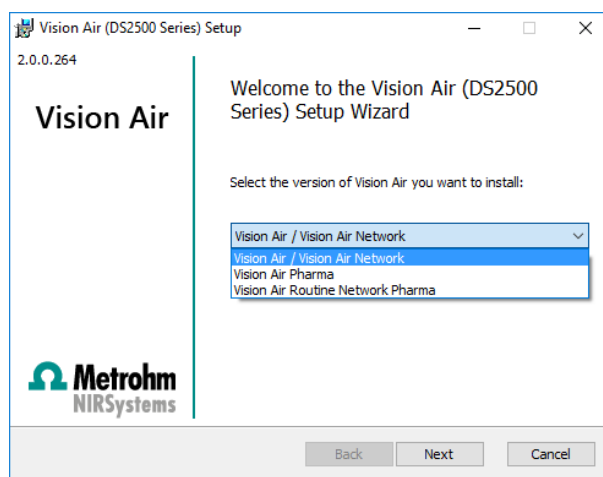 Vision Air (DS2500 Series) Setup
2.0.0.264
Vision Air
Welcome to the Vision Air (DS2500
Series) Setup Wizard
Select the version of Vision Air you want to install:
Vision Air / Vision Air Network
Vision Air / Vision Air Network
Vision Air Pharma
Vision Air Routine Network Pharma
Metrohm
NIRSystems
Back
Next
Cancel